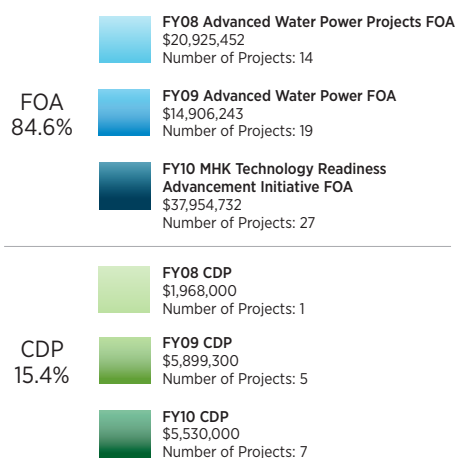 FOA
84.6%
FY08 Advanced Water Power Projects FOA
$20,925,452
Number of Projects: 14
FY09 Advanced Water Power FOA
$14,906,243
Number of Projects: 19
FY10 MHK Technology Readiness
Advancement Initiative FOA
$37,954,732
Number of Projects: 27
CDP
15.4%
FY08 CDP
$1,968,000
Number of Projects: 1
FY09 CDP
$5,899,300
Number of Projects: 5
FY10 CDP
$5,530,000
Number of Projects: 7